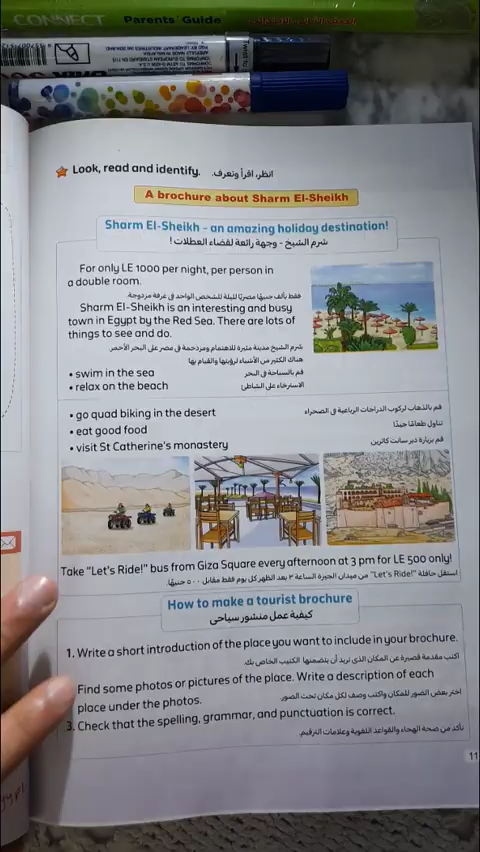 CONNECT Parents' Guide
Look, read and identify. انظر، اقرأ وتعرف.
A brochure about Sharm El-Sheikh
Sharm El-Sheikh - an amazing holiday destination!
شرم الشيخ - وجهة رائعة لقضاء العطلات !
For only LE 1000 per night, per person in
a double room.
فقط بألف جنيهًا مصريًا لليلة للشخص الواحد في غرفة مزدوجة.
Sharm El-Sheikh is an interesting and busy
town in Egypt by the Red Sea. There are lots of
things to see and do.
شرم الشيخ مدينة مثيرة للاهتمام ومزدحمة في مصر على البحر الأحمر.
هناك الكثير من الأشياء لرؤيتها والقيام بها
• swim in the sea قم بالسباحة في البحر
• relax on the beach الاسترخاء على الشاطئ
• go quad biking in the desert قم بالذهاب لركوب الدراجات الرباعية في الصحراء
• eat good food تناول طعامًا جيدًا
• visit St Catherine's monastery قم بزيارة دير سانت كاترين
Take "Let's Ride!" bus from Giza Square every afternoon at 3 pm for LE 500 only!
استقل حافلة "Let's Ride!" من ميدان الجيزة الساعة ٣ بعد الظهر كل يوم فقط مقابل ٥٠٠ جنيهًا.
How to make a tourist brochure
كيفية عمل منشور سياحى
1. Write a short introduction of the place you want to include in your brochure.
اكتب مقدمة قصيرة عن المكان الذى تريد أن يتضمنها الكتيب الخاص بك.
Find some photos or pictures of the place. Write a description of each
place under the photos. اختر بعض الصور للمكان واكتب وصف لكل مكان تحت الصور.
3. Check that the spelling, grammar, and punctuation is correct.
تأكد من صحة الهجاء والقواعد اللغوية وعلامات الترقيم.
11